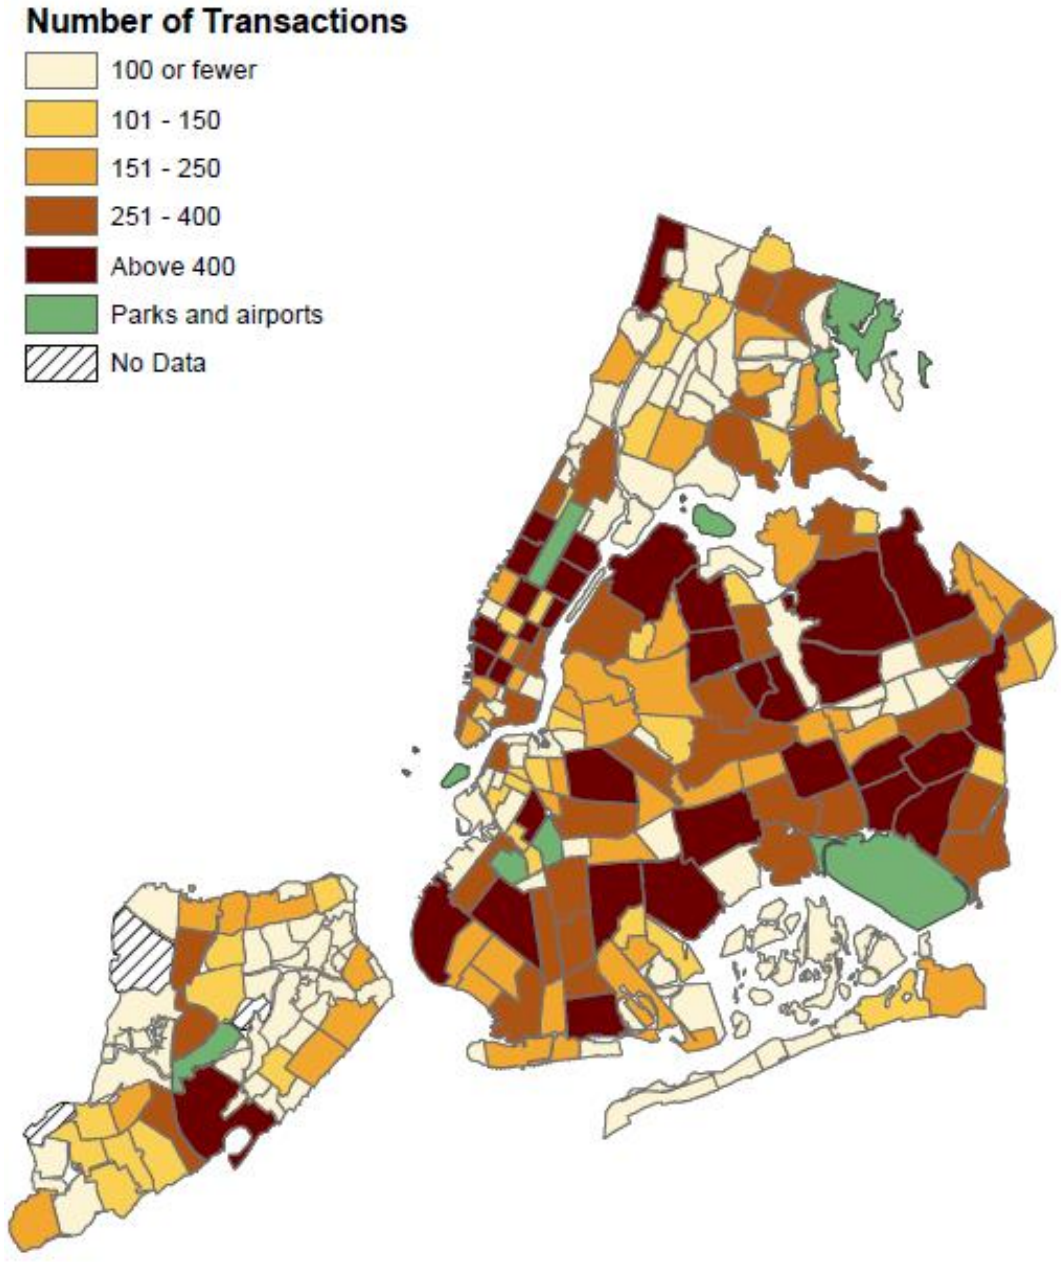 Number of Transactions
100 or fewer
101 - 150
151 - 250
251 - 400
Above 400
Parks and airports
No Data